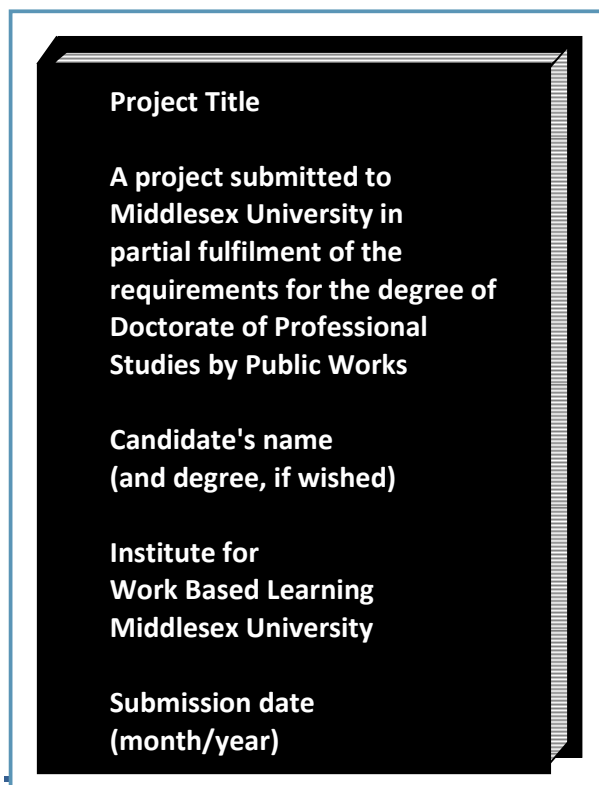 Project Title
A project submitted to
Middlesex University in
partial fulfilment of the
requirements for the degree of
Doctorate of Professional
Studies by Public Works
Candidate's name
(and degree, if wished)
Institute for
Work Based Learning
Middlesex University
Submission date
(month/year)